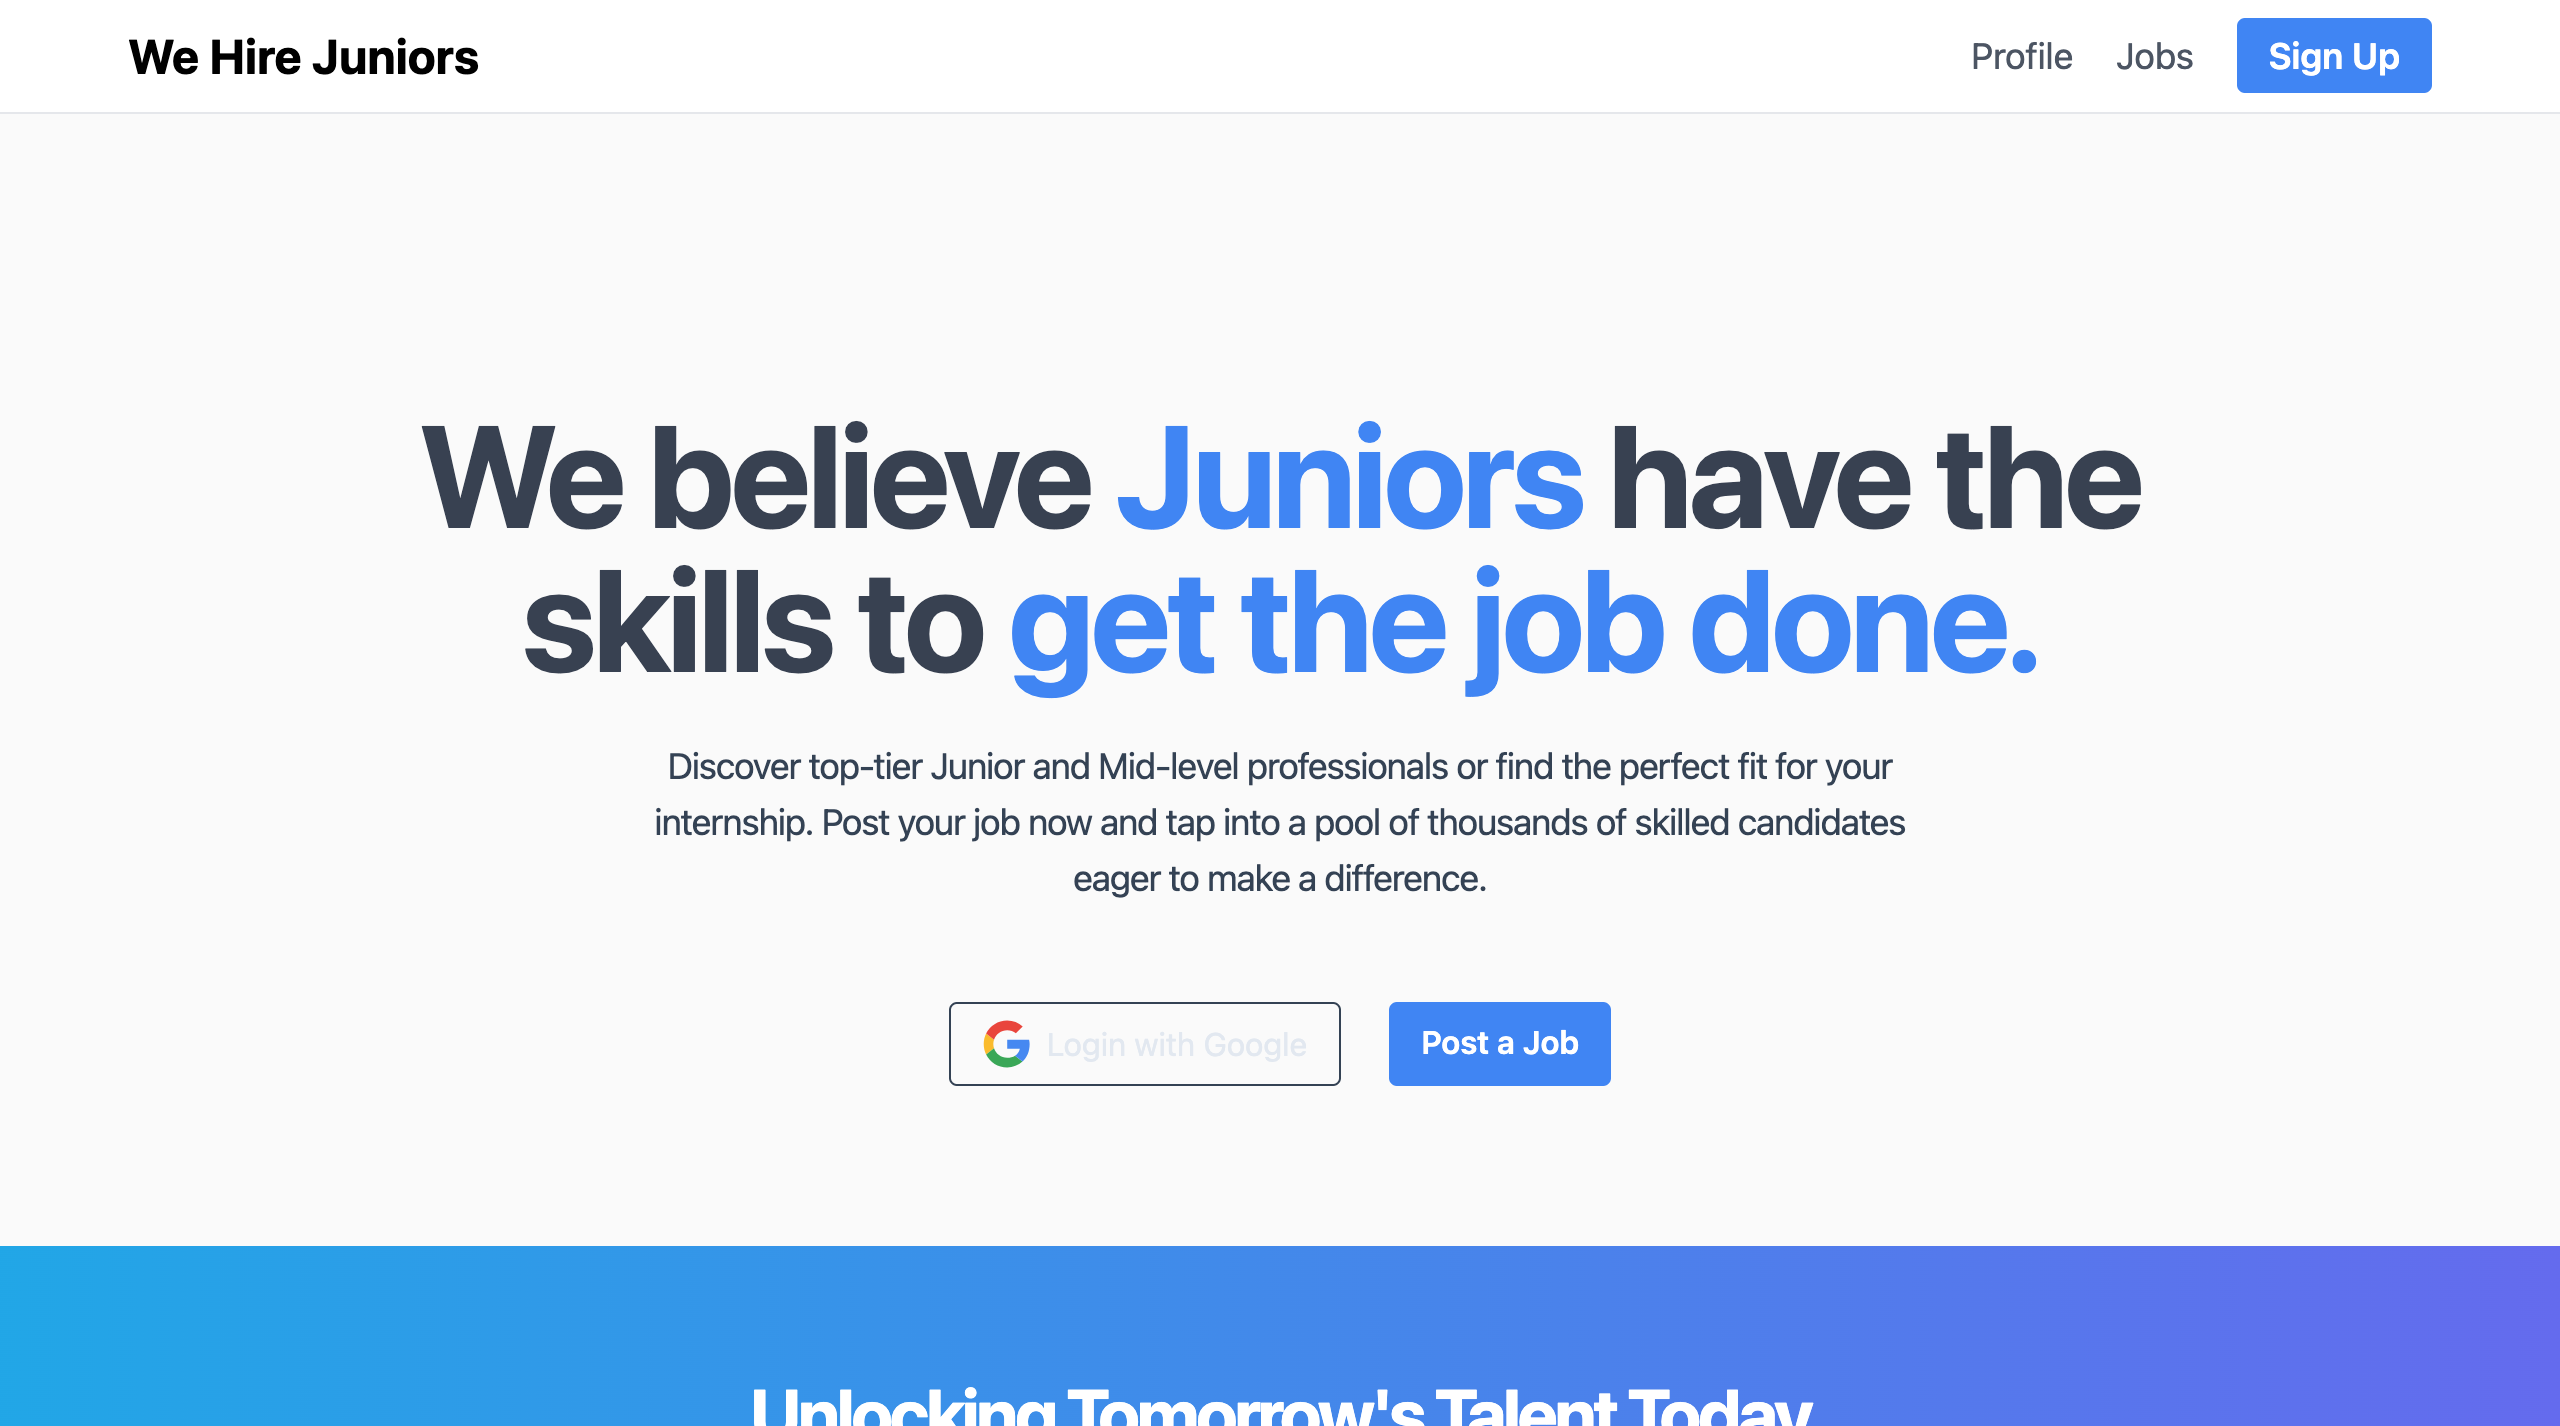 We Hire Juniors
Profile
Jobs
Sign Up
We believe Juniors have the
skills to get the job done.
Discover top-tier Junior and Mid-level professionals or find the perfect fit for your
internship. Post your job now and tap into a pool of thousands of skilled candidates
eager to make a difference.
Login with Google
Post a Job
Unlocking Tomorrow's Talent Today